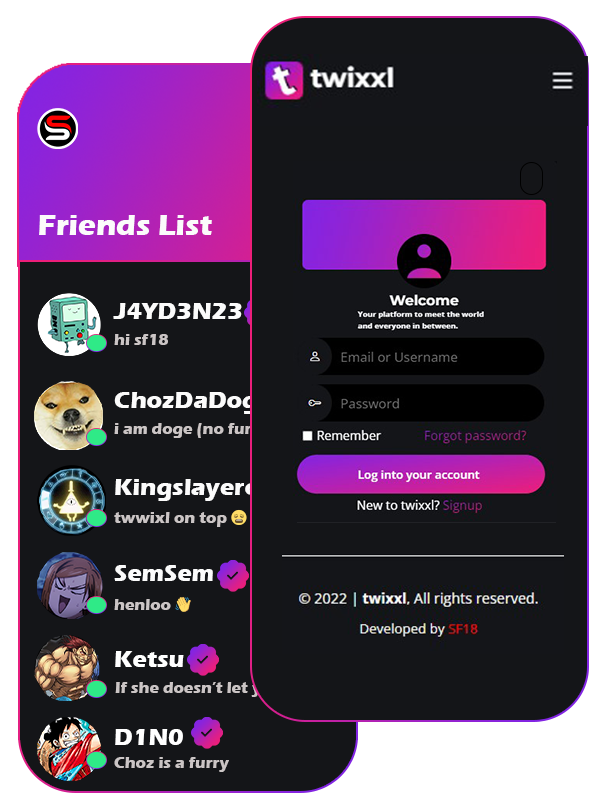 Friends List
J4YD3N23
hi sf18
ChozDaDog
i am doge (no fur
Kingslayer
twwixl on top 😩
SemSem
henloo 👋
Ketsu
If she doesn't let
D1N0
Choz is a furry
twixxl
Welcome
Your platform to meet the world
and everyone in between.
Email or Username
Password
Remember Forgot password?
Log into your account
New to twixxl? Signup
© 2022 | twixxl, All rights reserved.
Developed by SF18